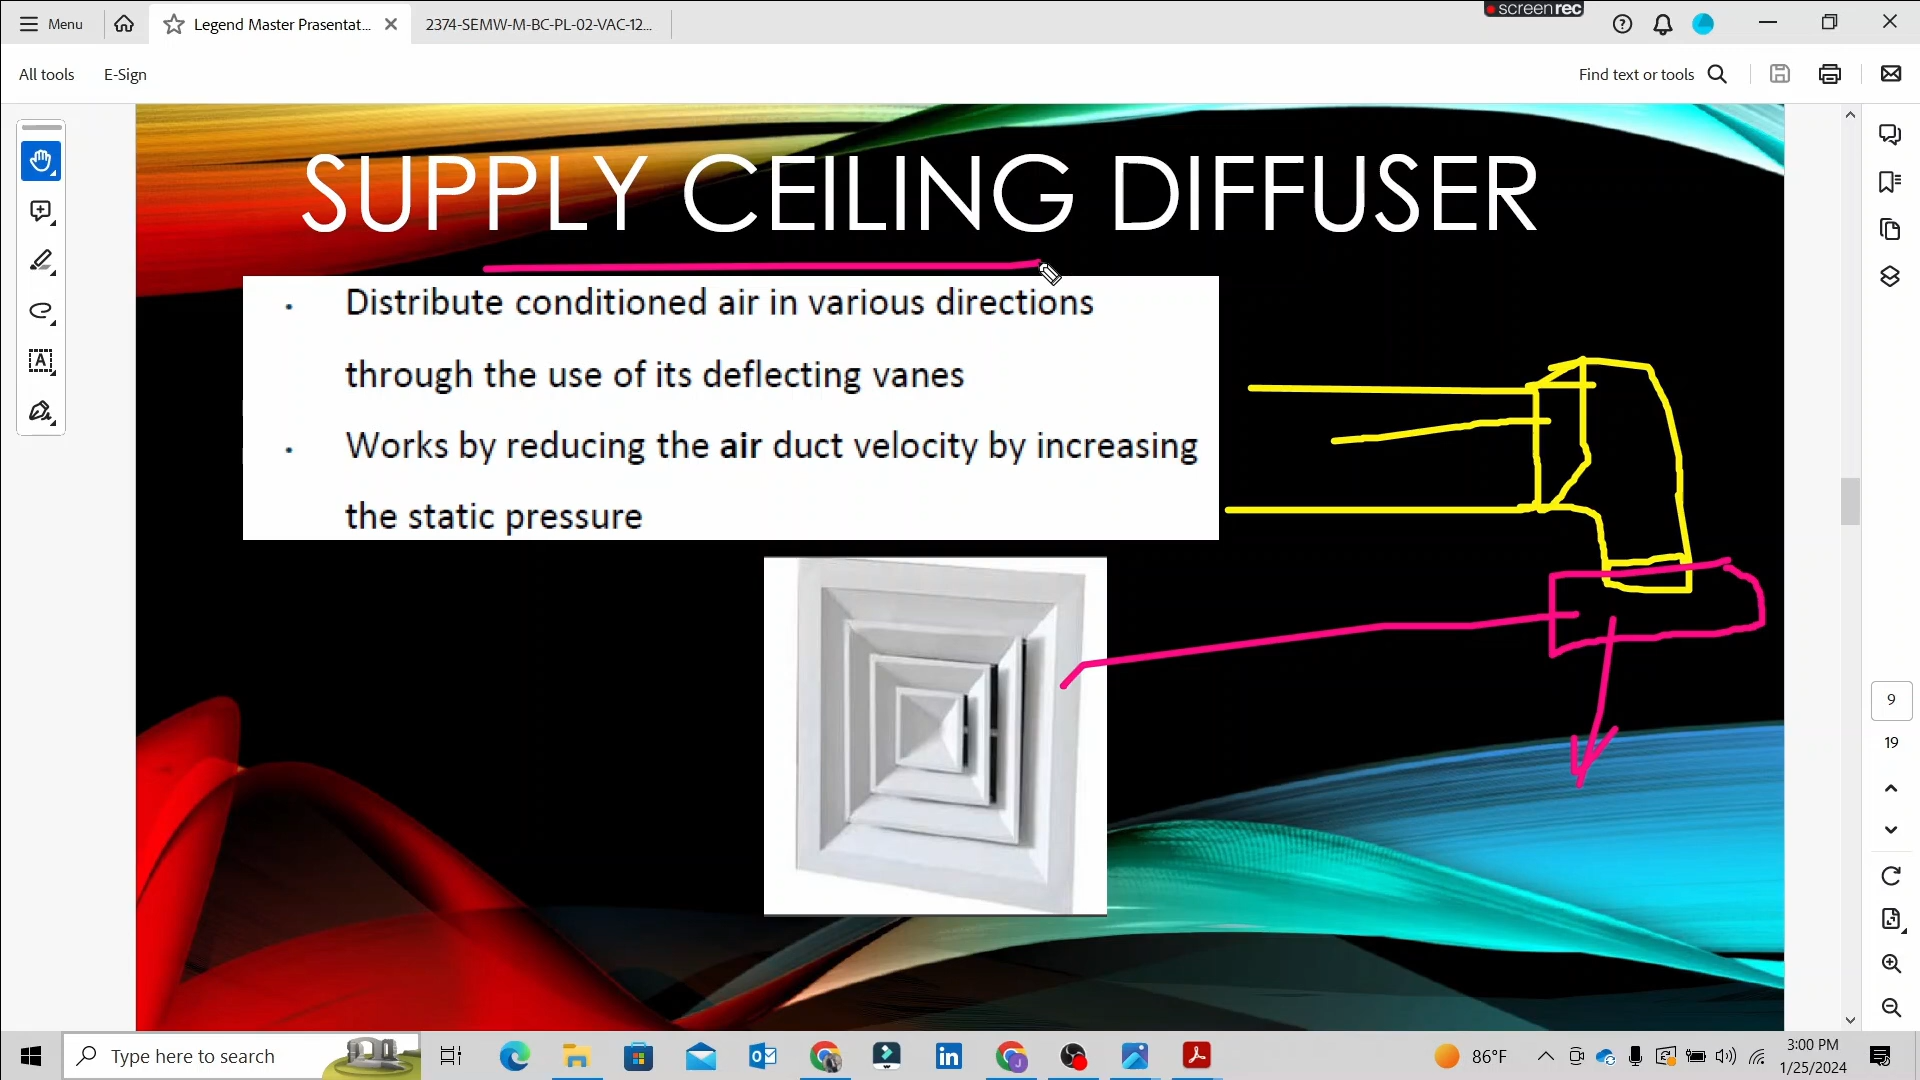 screenrec
Menu
Legend Master Prasentat...
2374-SEMW-M-BC-PL-02-VAC-12...
All tools
E-Sign
Find text or tools
SUPPLY CEILING DIFFUSER
• Distribute conditioned air in various directions
through the use of its deflecting vanes
• Works by reducing the air duct velocity by increasing
the static pressure
9
19
Type here to search
86°F
3:00 PM
1/25/2024